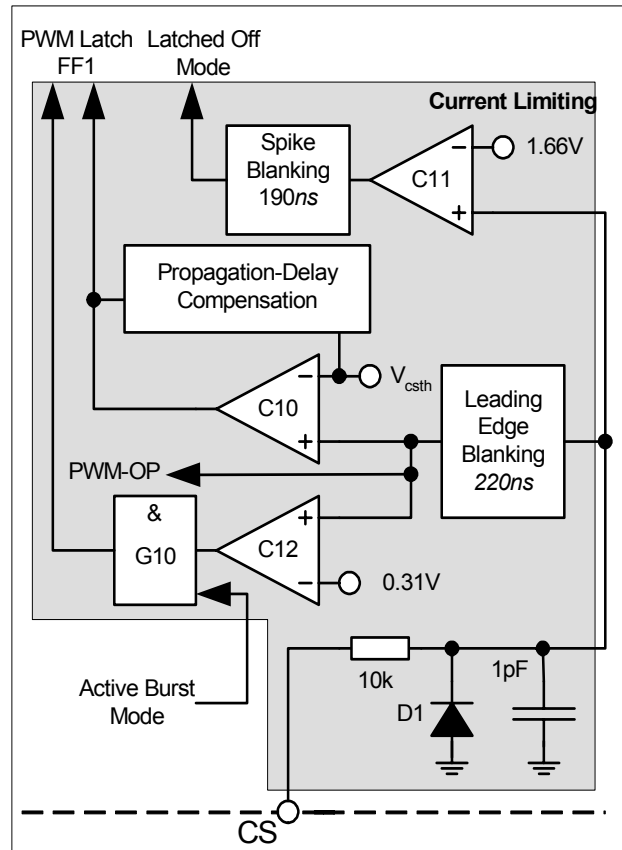 PWM Latch
FF1
Latched Off
Mode
Current Limiting
Spike
Blanking
190ns
C11
1.66V
Propagation-Delay
Compensation
C10
V_csth
Leading
Edge
Blanking
220ns
PWM-OP
&
G10
C12
0.31V
Active Burst
Mode
10k
D1
1pF
CS